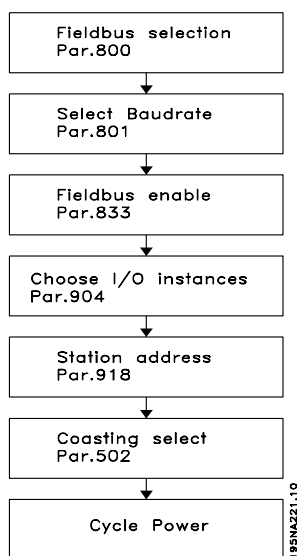 Fieldbus selection
Par.800
Select Baudrate
Par.801
Fieldbus enable
Par.833
Choose I/O instances
Par.904
Station address
Par.918
Coasting select
Par.502
Cycle Power
195NA221.10